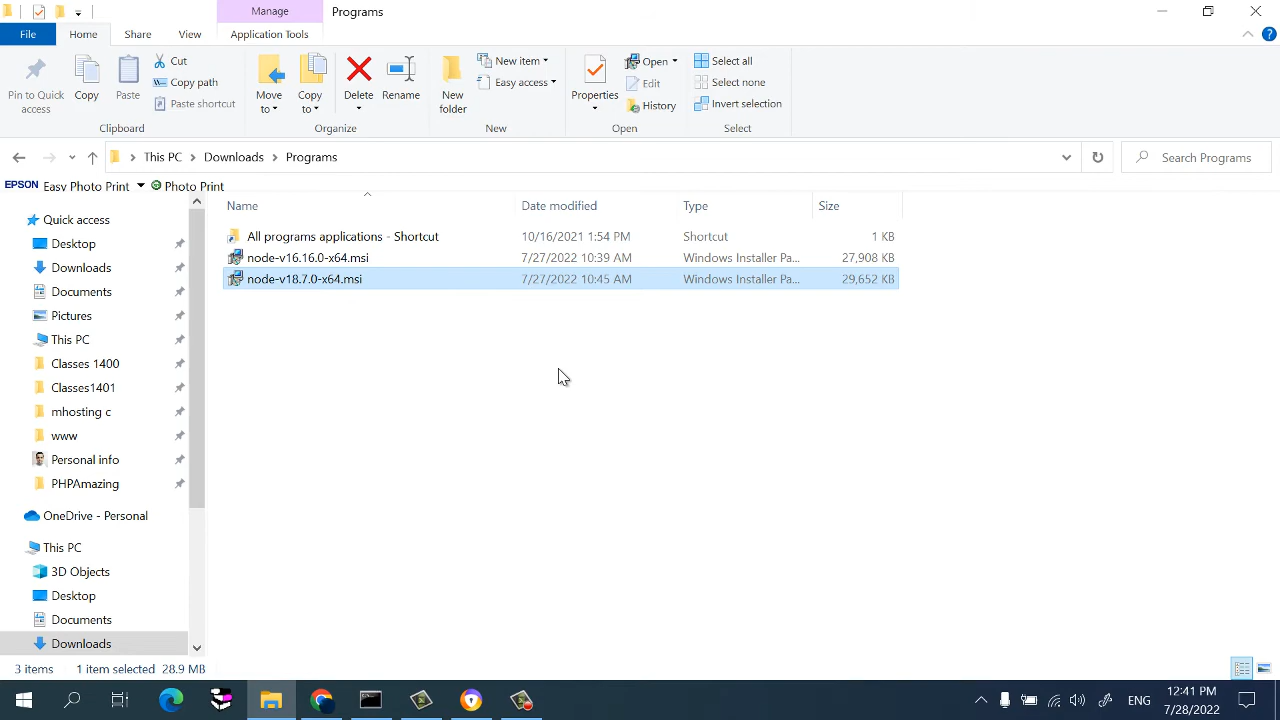 Manage
Programs
File
Home
Share
View
Application Tools
Pin to Quick access
Copy
Paste
Cut
Copy path
Paste shortcut
Clipboard
Move to
Copy to
Delete
Rename
Organize
New folder
New item
Easy access
New
Properties
Open
Edit
History
Open
Select all
Select none
Invert selection
Select
This PC
Downloads
Programs
Search Programs
EPSON Easy Photo Print
Photo Print
Name
Date modified
Type
Size
All programs applications - Shortcut 10/16/2021 1:54 PM Shortcut 1 KB
node-v16.16.0-x64.msi 7/27/2022 10:39 AM Windows Installer Pa... 27,908 KB
node-v18.7.0-x64.msi 7/27/2022 10:45 AM Windows Installer Pa... 29,652 KB
Quick access
Desktop
Downloads
Documents
Pictures
This PC
Classes 1400
Classes1401
mhosting c
www
Personal info
PHPAmazing
OneDrive - Personal
This PC
3D Objects
Desktop
Documents
Downloads
3 items
1 item selected 28.9 MB
ENG
12:41 PM
7/28/2022